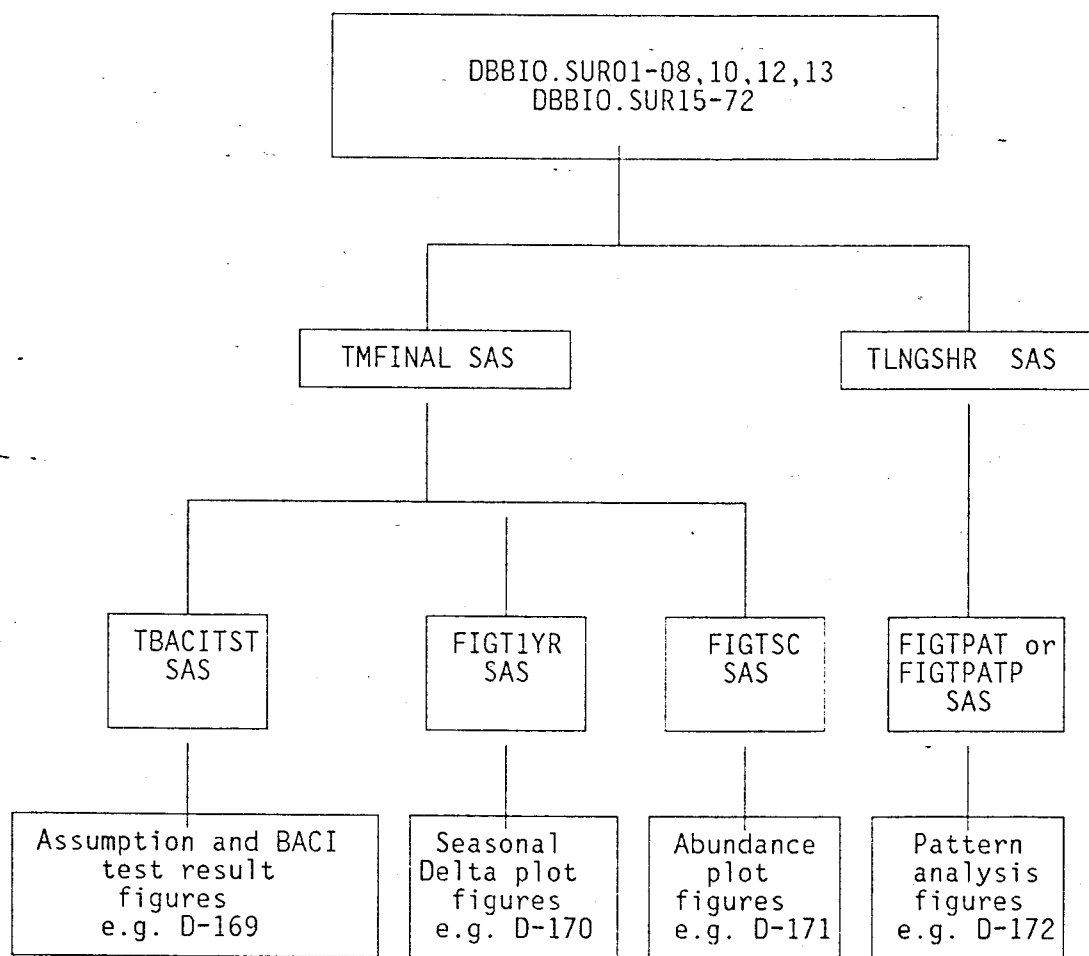 DBBIO.SUR01-08,10,12,13
DBBIO.SUR15-72
TMFINAL SAS
TLNGSHR SAS
TBACITST
SAS
FIGT1YR
SAS
FIGTSC
SAS
FIGTPAT or
FIGTPATP
SAS
Assumption and BACI
test result
figures
e.g. D-169
Seasonal
Delta plot
figures
e.g. D-170
Abundance
plot
figures
e.g. D-171
Pattern
analysis
figures
e.g. D-172